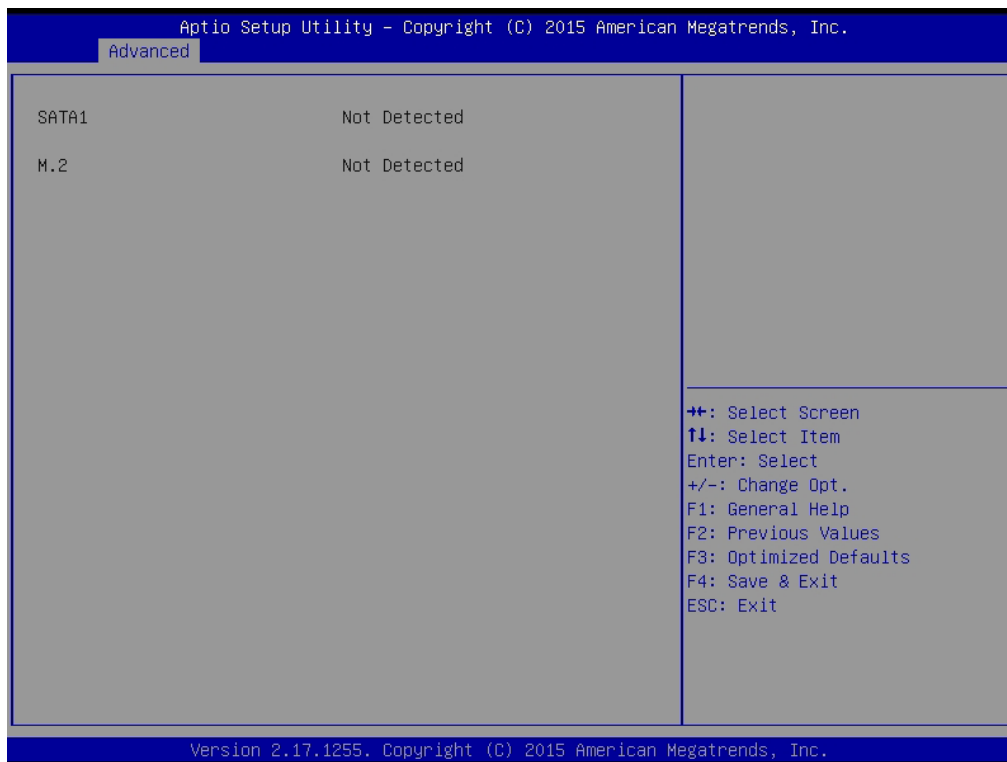 Aptio Setup Utility – Copyright (C) 2015 American Megatrends, Inc.
Advanced
SATA1 Not Detected
M.2 Not Detected
→←: Select Screen
↑↓: Select Item
Enter: Select
+/-: Change Opt.
F1: General Help
F2: Previous Values
F3: Optimized Defaults
F4: Save & Exit
ESC: Exit
Version 2.17.1255. Copyright (C) 2015 American Megatrends, Inc.